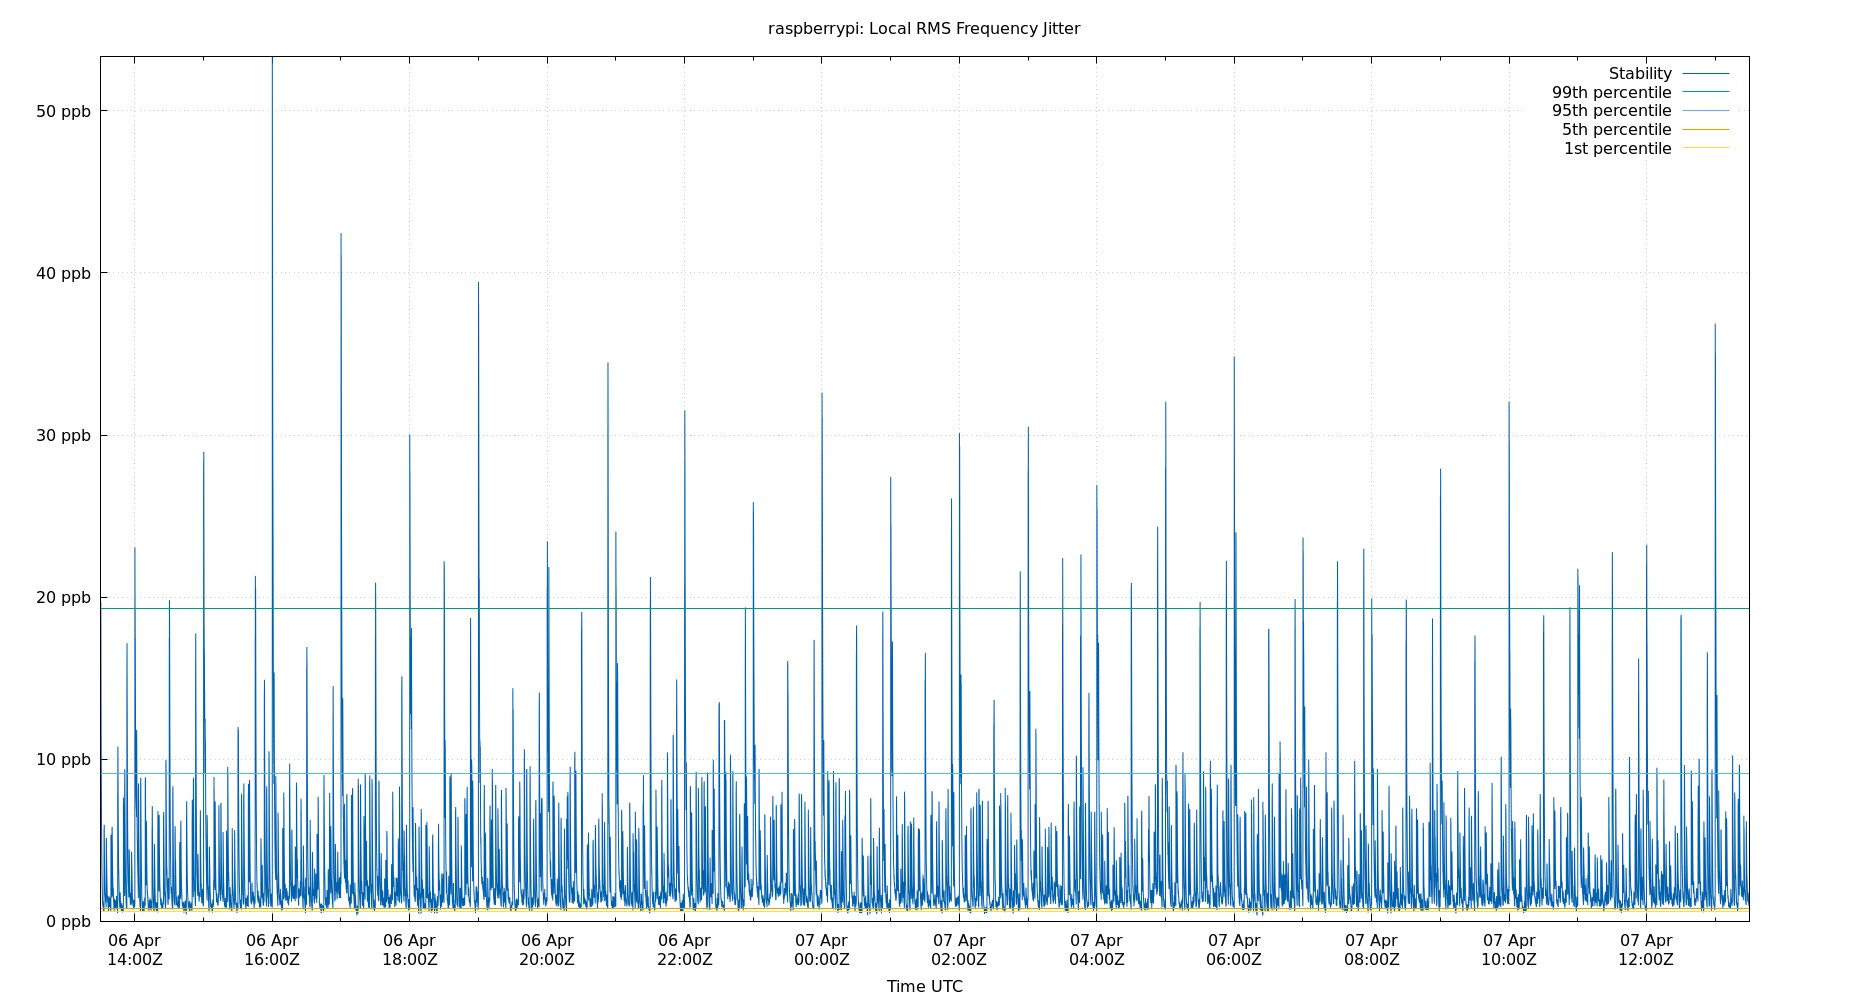 raspberrypi: Local RMS Frequency Jitter
Stability
99th percentile
95th percentile
5th percentile
1st percentile
50 ppb
40 ppb
30 ppb
20 ppb
10 ppb
0 ppb
06 Apr 06 Apr 06 Apr 06 Apr 06 Apr 07 Apr 07 Apr 07 Apr 07 Apr 07 Apr 07 Apr 07 Apr
14:00Z 16:00Z 18:00Z 20:00Z 22:00Z 00:00Z 02:00Z 04:00Z 06:00Z 08:00Z 10:00Z 12:00Z
Time UTC